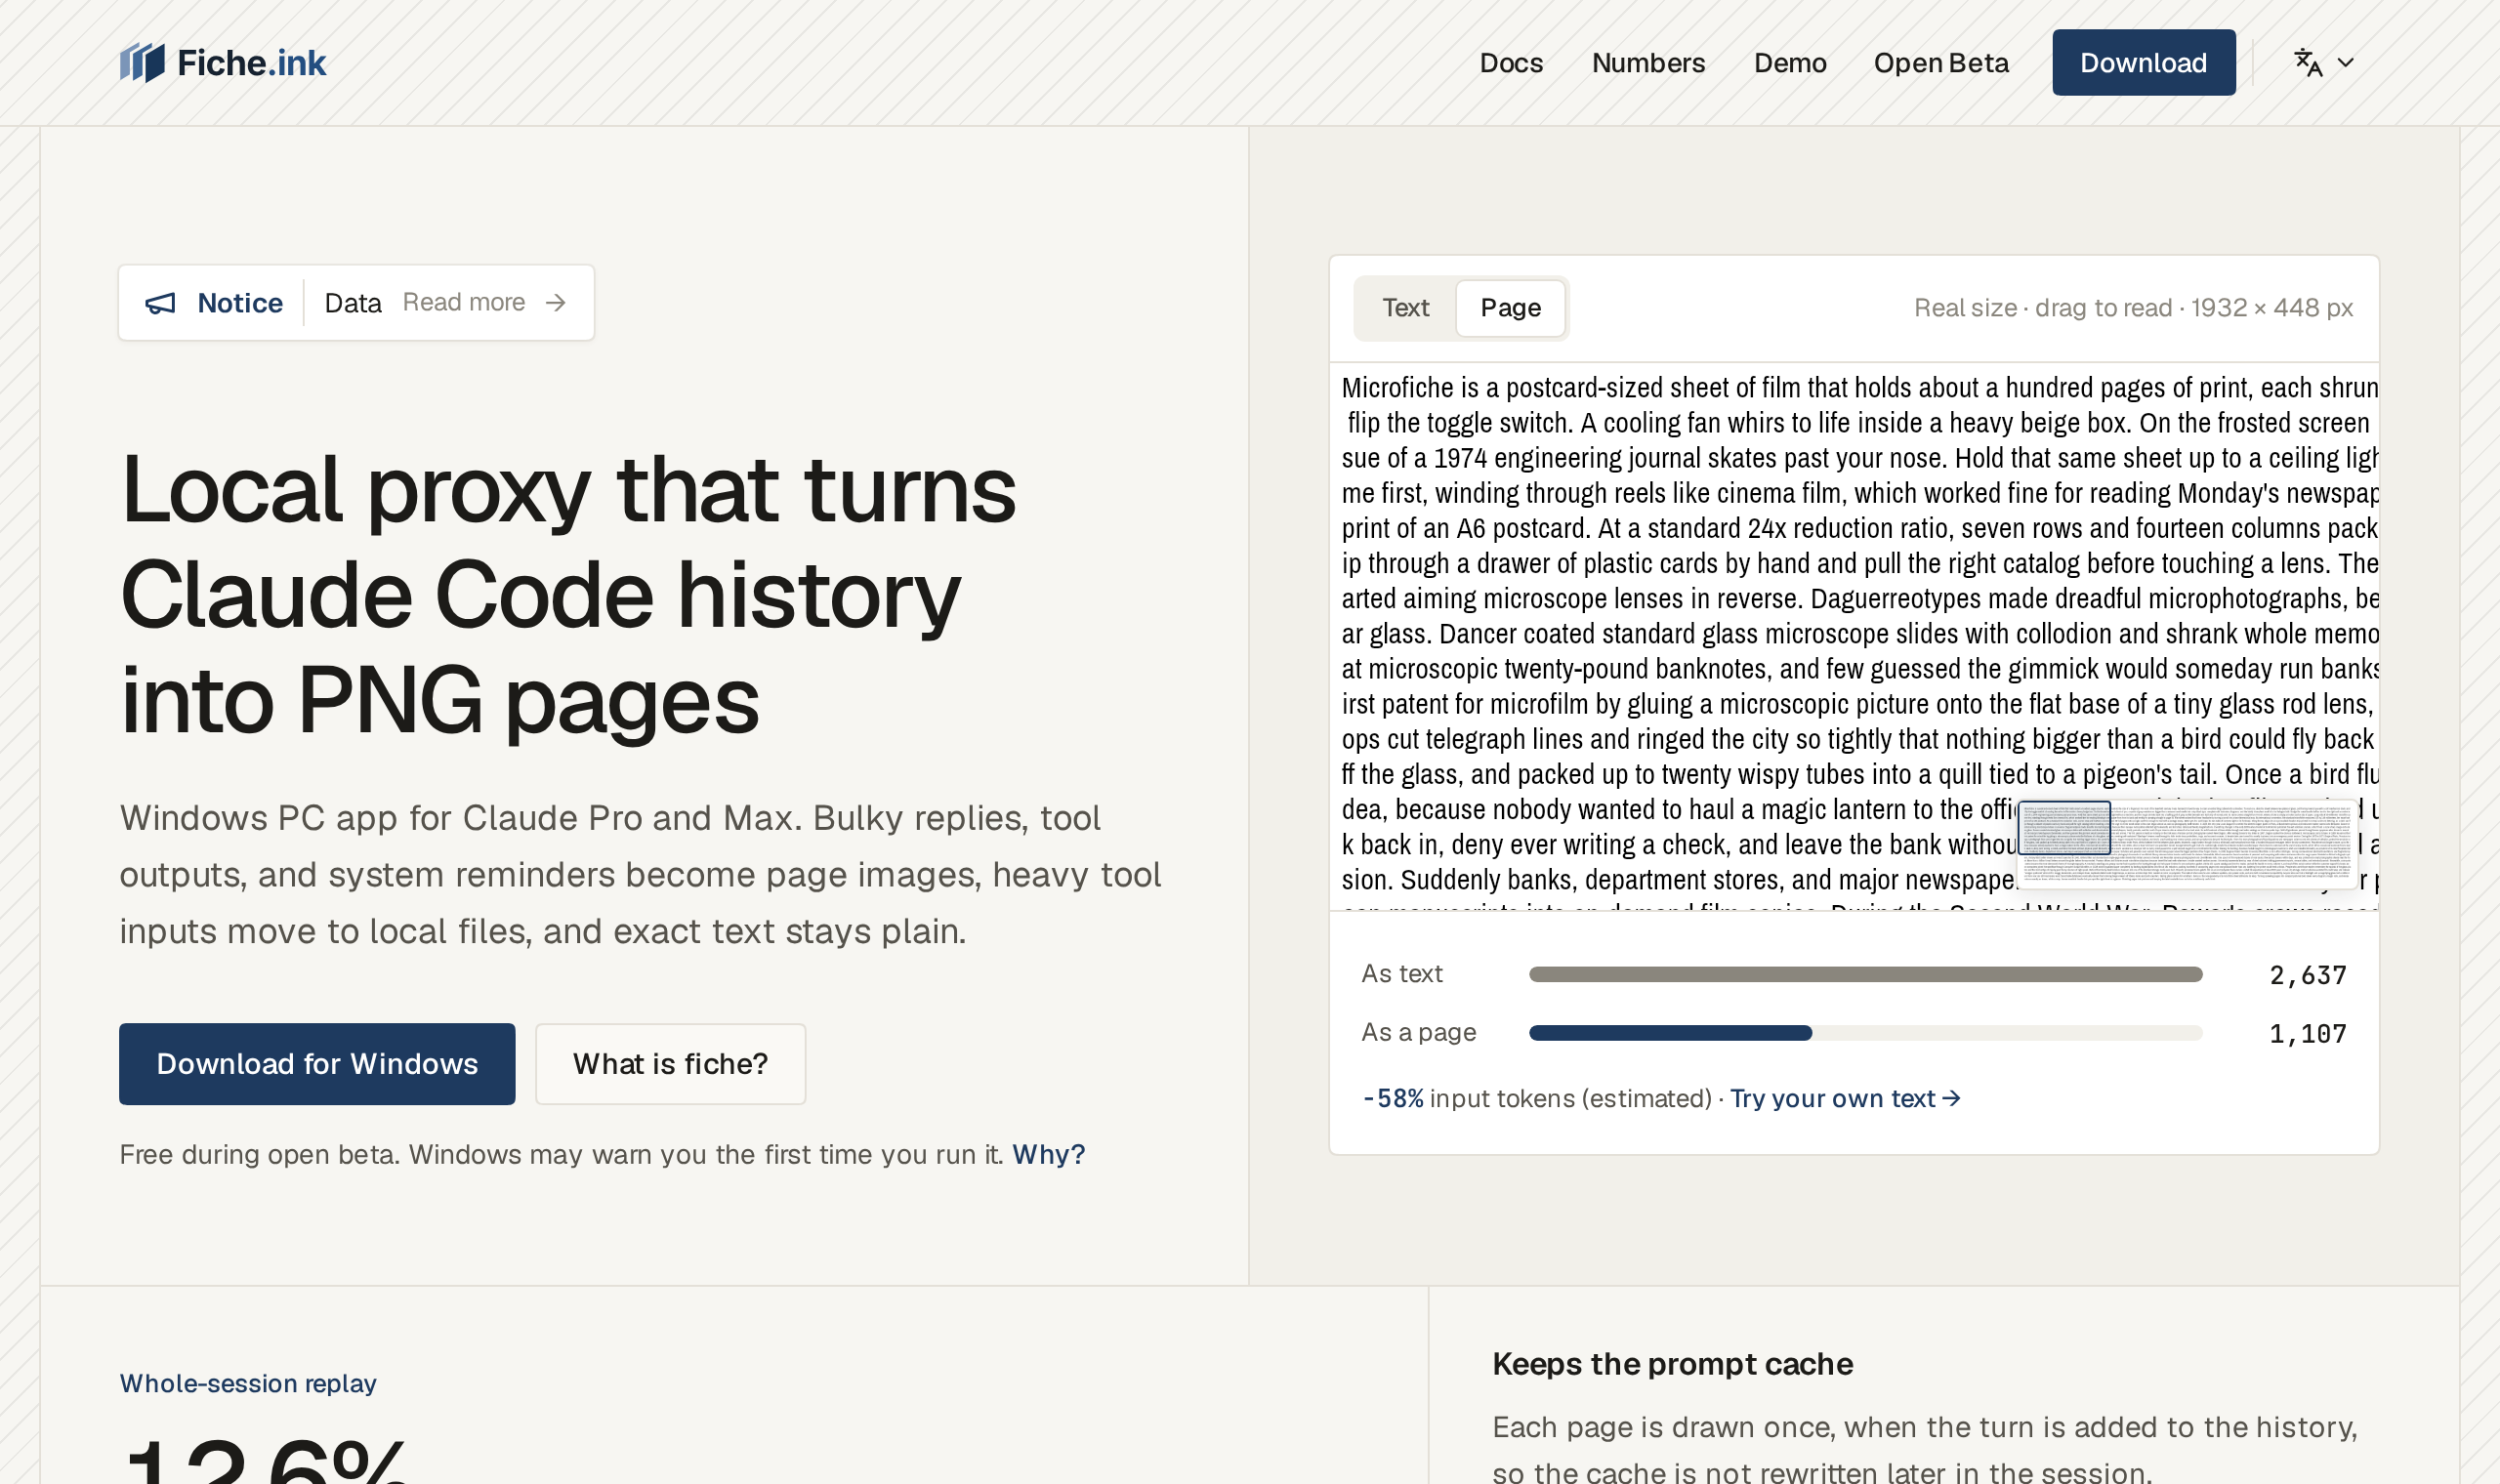 Fiche.ink
Docs
Numbers
Demo
Open Beta
Download
Notice
Data
Read more →
Local proxy that turns
Claude Code history
into PNG pages
Windows PC app for Claude Pro and Max. Bulky replies, tool
outputs, and system reminders become page images, heavy tool
inputs move to local files, and exact text stays plain.
Download for Windows
What is fiche?
Free during open beta. Windows may warn you the first time you run it. Why?
Text
Page
Real size · drag to read · 1932 × 448 px
Microfiche is a postcard-sized sheet of film that holds about a hundred pages of print, each shrun
flip the toggle switch. A cooling fan whirs to life inside a heavy beige box. On the frosted screen
sue of a 1974 engineering journal skates past your nose. Hold that same sheet up to a ceiling ligh
me first, winding through reels like cinema film, which worked fine for reading Monday's newspap
print of an A6 postcard. At a standard 24x reduction ratio, seven rows and fourteen columns pack
ip through a drawer of plastic cards by hand and pull the right catalog before touching a lens. The
arted aiming microscope lenses in reverse. Daguerreotypes made dreadful microphotographs, be
ar glass. Dancer coated standard glass microscope slides with collodion and shrank whole memo
at microscopic twenty-pound banknotes, and few guessed the gimmick would someday run banks
irst patent for microfilm by gluing a microscopic picture onto the flat base of a tiny glass rod lens,
ops cut telegraph lines and ringed the city so tightly that nothing bigger than a bird could fly back
ff the glass, and packed up to twenty wispy tubes into a quill tied to a pigeon's tail. Once a bird flu
dea, because nobody wanted to haul a magic lantern to the offi
k back in, deny ever writing a check, and leave the bank withou
sion. Suddenly banks, department stores, and major newspape
As text
2,637
As a page
1,107
-58% input tokens (estimated) · Try your own text →
Whole-session replay
12.6%
Keeps the prompt cache
Each page is drawn once, when the turn is added to the history,
so the cache is not rewritten later in the session.